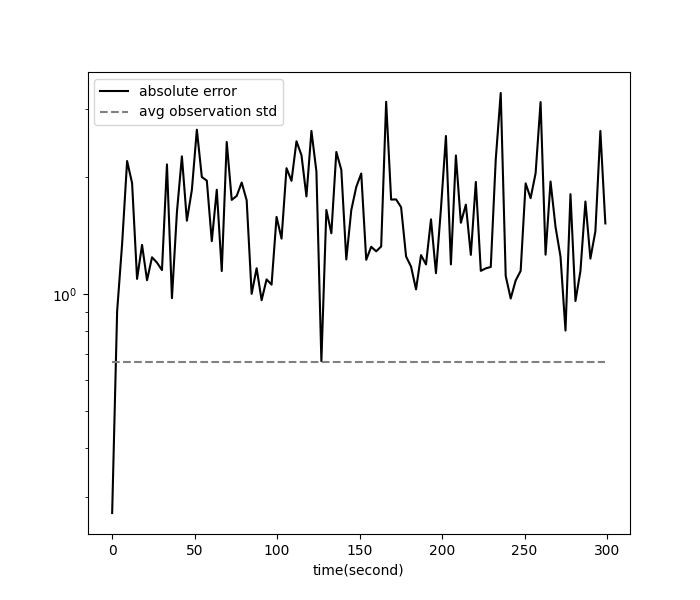 absolute error
avg observation std
10⁰
0 50 100 150 200 250 300
time(second)